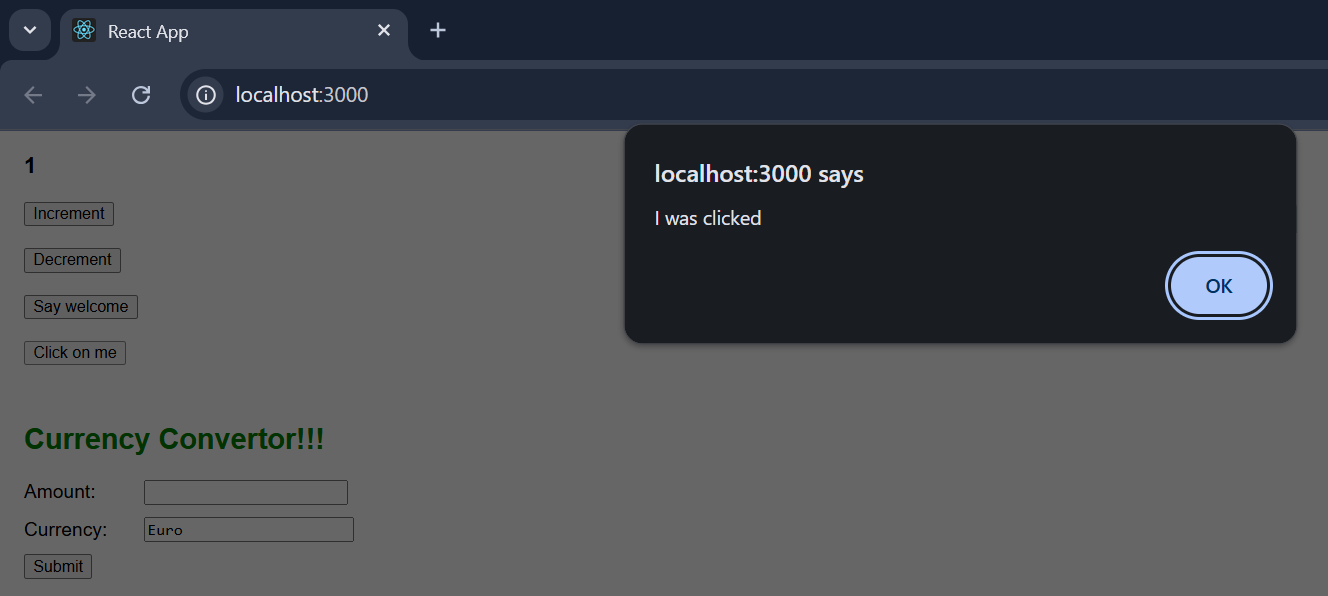 React App
localhost:3000
localhost:3000 says
I was clicked
OK
1
Increment
Decrement
Say welcome
Click on me
Currency Convertor!!!
Amount:
Currency: Euro
Submit